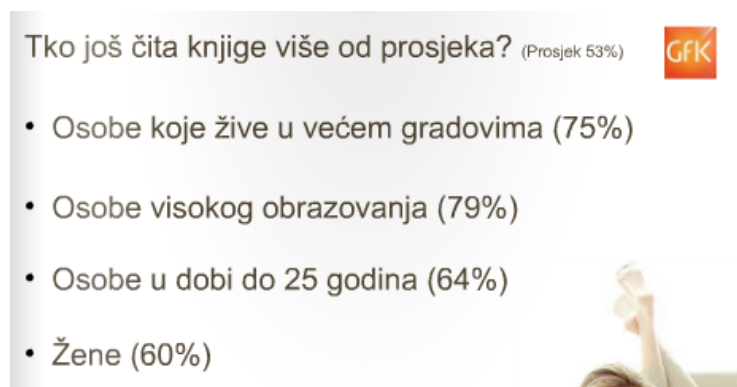 Tko još čita knjige više od prosjeka? (Prosjek 53%)
GfK
• Osobe koje žive u većem gradovima (75%)
• Osobe visokog obrazovanja (79%)
• Osobe u dobi do 25 godina (64%)
• Žene (60%)